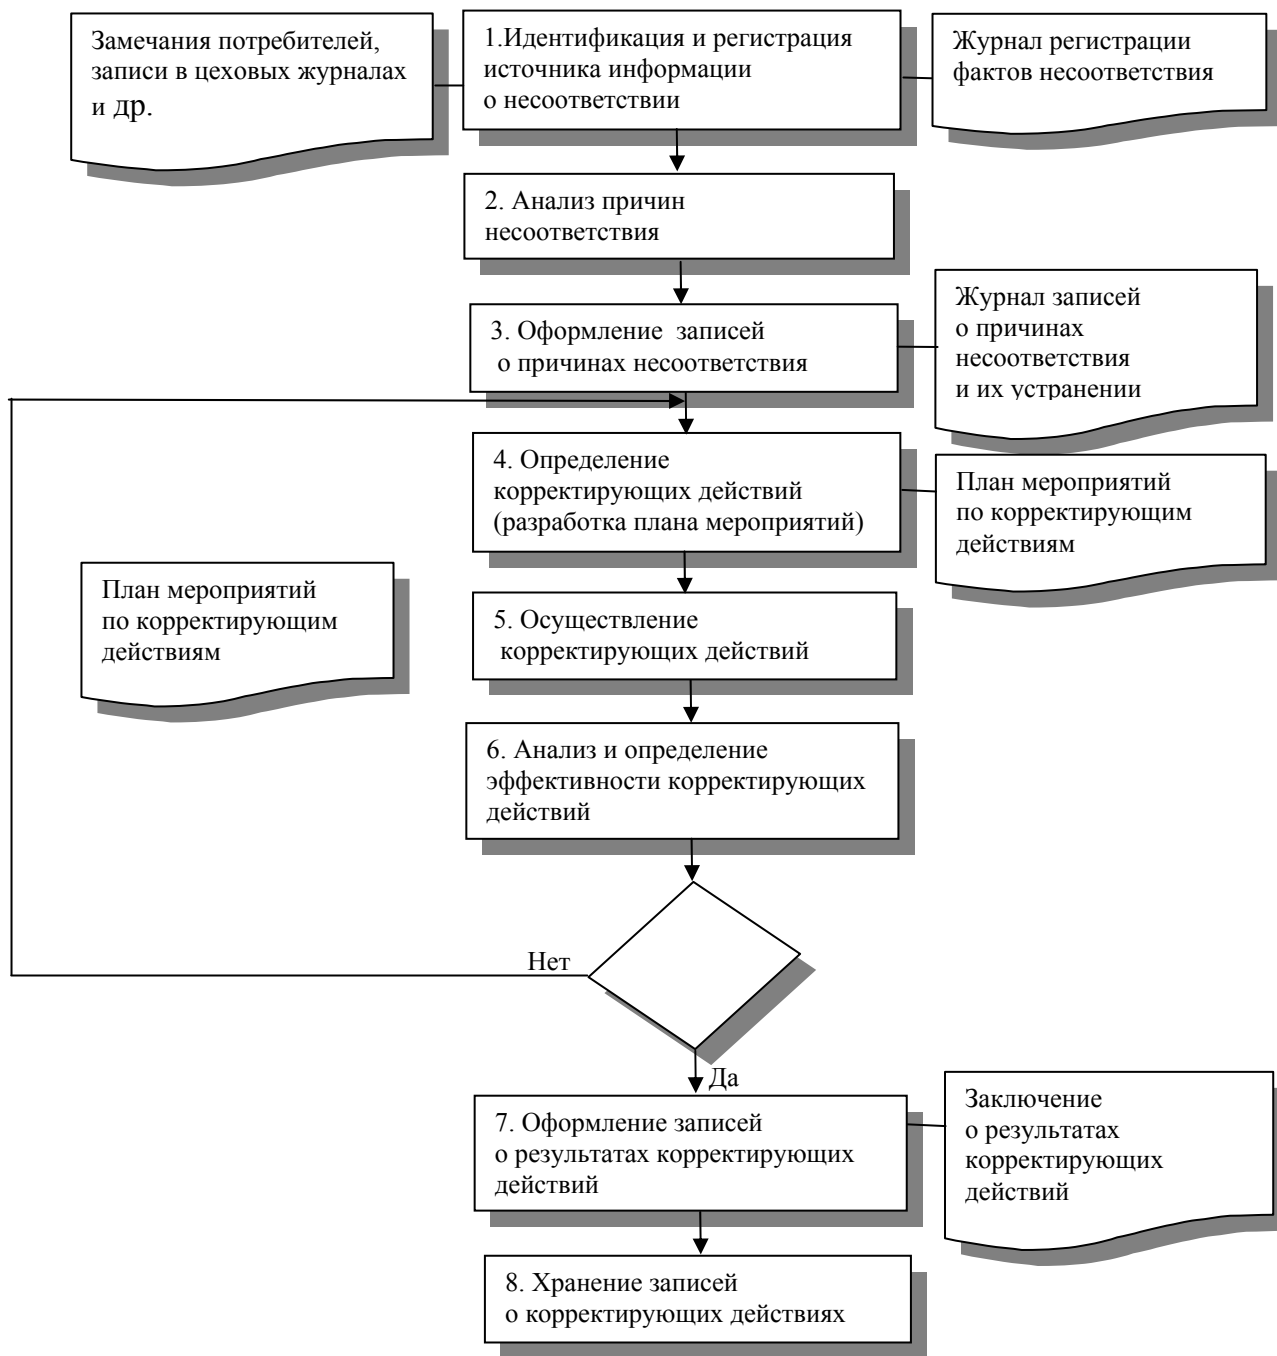 Замечания потребителей,
записи в цеховых журналах
и др.
1.Идентификация и регистрация
источника информации
о несоответствии
Журнал регистрации
фактов несоответствия
2. Анализ причин
несоответствия
3. Оформление записей
о причинах несоответствия
Журнал записей
о причинах
несоответствия
и их устранении
4. Определение
корректирующих действий
(разработка плана мероприятий)
План мероприятий
по корректирующим
действиям
План мероприятий
по корректирующим
действиям
5. Осуществление
корректирующих действий
6. Анализ и определение
эффективности корректирующих
действий
Нет
Да
7. Оформление записей
о результатах корректирующих
действий
Заключение
о результатах
корректирующих
действий
8. Хранение записей
о корректирующих действиях